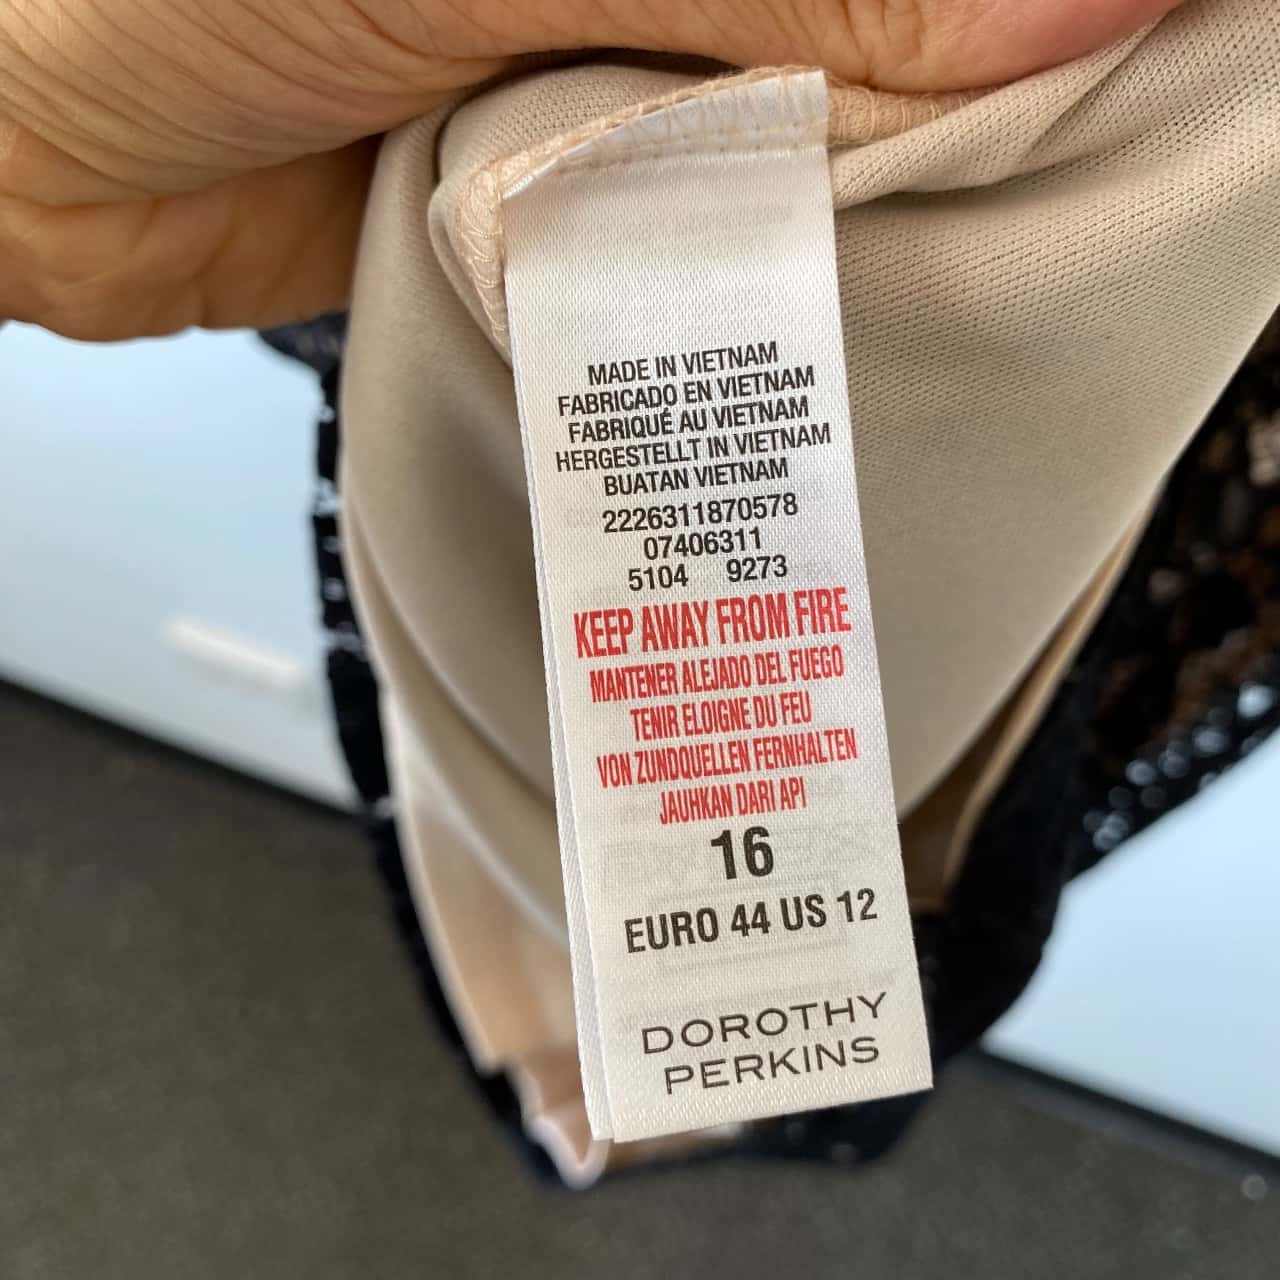 MADE IN VIETNAM
FABRICADO EN VIETNAM
FABRIQUÉ AU VIETNAM
HERGESTELLT IN VIETNAM
BUATAN VIETNAM
2226311870578
07406311
5104 9273
KEEP AWAY FROM FIRE
MANTENER ALEJADO DEL FUEGO
TENIR ELOIGNE DU FEU
VON ZUNDQUELLEN FERNHALTEN
JAUHKAN DARI API
16
EURO 44 US 12
DOROTHY
PERKINS